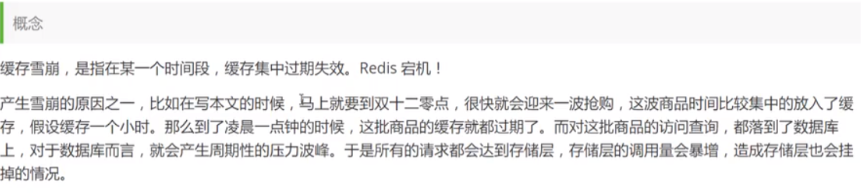 概念
缓存雪崩，是指在某一个时间段，缓存集中过期失效。Redis 宕机！
产生雪崩的原因之一，比如在写本文的时候，马上就要到双十二零点，很快就会迎来一波抢购，这波商品时间比较集中的放入了缓
存，假设缓存一个小时。那么到了凌晨一点钟的时候，这批商品的缓存就都过期了。而对这批商品的访问查询，都落到了数据库
上，对于数据库而言，就会产生周期性的压力波峰。于是所有的请求都会达到存储层，存储层的调用量会暴增，造成存储层也会挂
掉的情况。